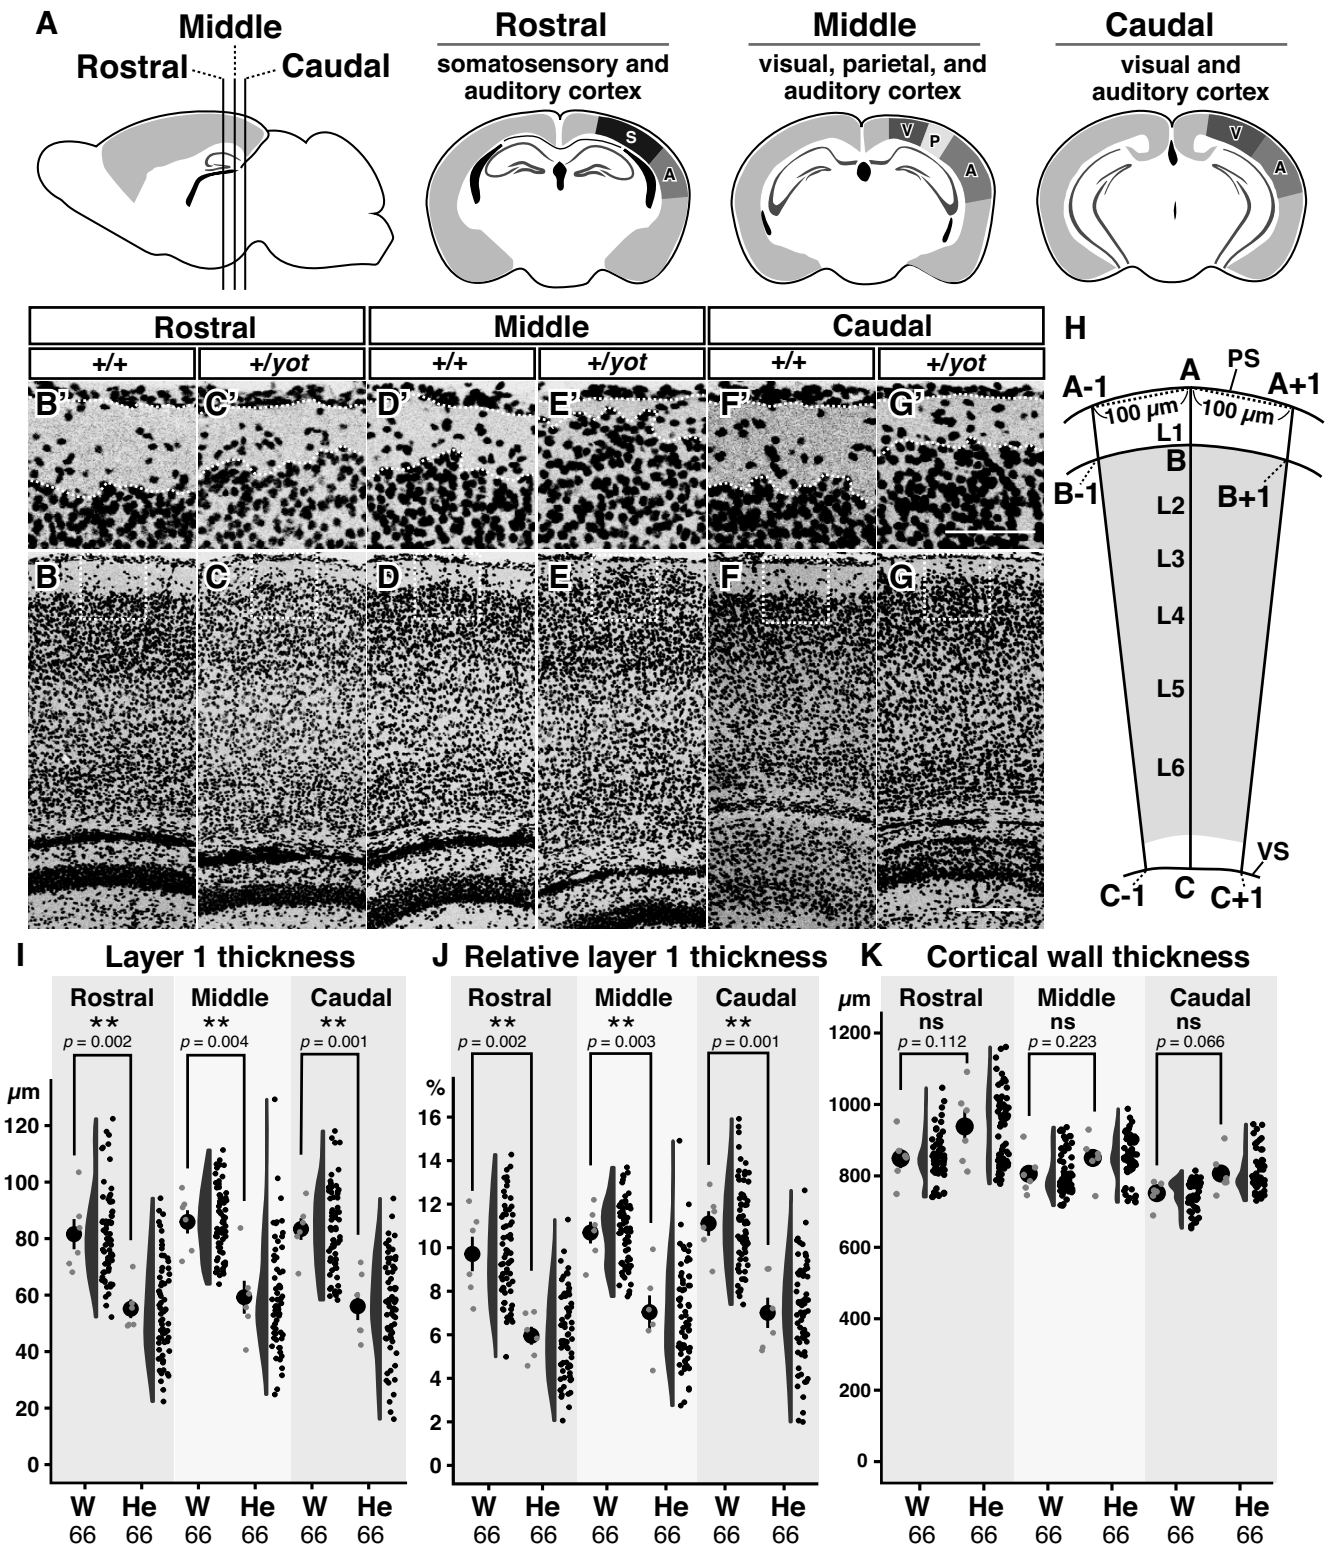 A
Middle
Rostral
Caudal
Rostral
somatosensory and
auditory cortex
S
A
Middle
visual, parietal, and
auditory cortex
V
P
A
Caudal
visual and
auditory cortex
V
A
Rostral
Middle
Caudal
+/+
+/yot
+/+
+/yot
+/+
+/yot
B'
C'
D'
E'
F'
G'
B
C
D
E
F
G
H
PS
A-1
A
A+1
100 µm
100 µm
L1
B
B-1
B+1
L2
L3
L4
L5
L6
VS
C-1
C
C+1
I
Layer 1 thickness
Rostral
Middle
Caudal
**
**
**
p = 0.002
p = 0.004
p = 0.001
µm
120
100
80
60
40
20
0
W
He
W
He
W
He
66
66
66
66
66
66
J
Relative layer 1 thickness
Rostral
Middle
Caudal
**
**
**
p = 0.002
p = 0.003
p = 0.001
%
16
14
12
10
8
6
4
2
0
W
He
W
He
W
He
66
66
66
66
66
66
K
Cortical wall thickness
µm
Rostral
Middle
Caudal
ns
ns
ns
p = 0.112
p = 0.223
p = 0.066
1200
1000
800
600
400
200
0
W
He
W
He
W
He
66
66
66
66
66
66